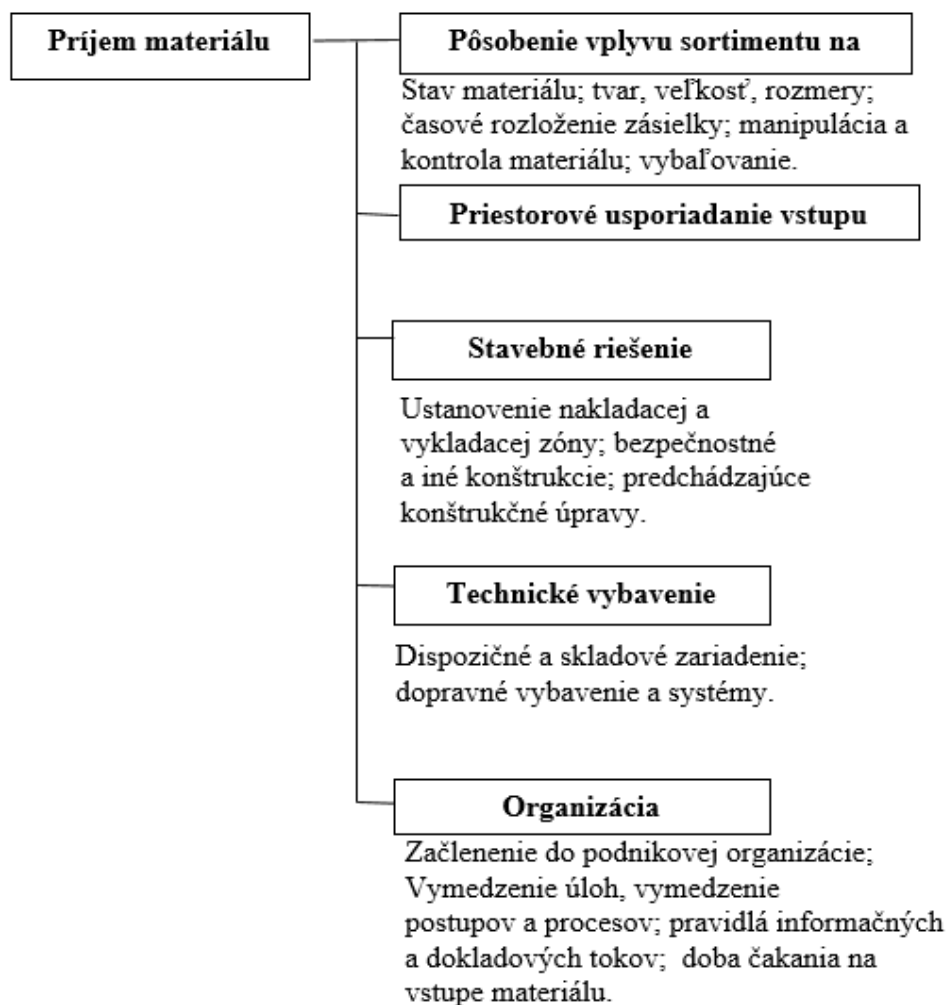 Príjem materiálu
Pôsobenie vplyvu sortimentu na
Stav materiálu; tvar, veľkosť, rozmery;
časové rozloženie zásielky; manipulácia a
kontrola materiálu; vybaľovanie.
Priestorové usporiadanie vstupu
Stavebné riešenie
Ustanovenie nakladacej a
vykladacej zóny; bezpečnostné
a iné konštrukcie; predchádzajúce
konštrukčné úpravy.
Technické vybavenie
Dispozičné a skladové zariadenie;
dopravné vybavenie a systémy.
Organizácia
Začlenenie do podnikovej organizácie;
Vymedzenie úloh, vymedzenie
postupov a procesov; pravidlá informačných
a dokladových tokov; doba čakania na
vstupe materiálu.